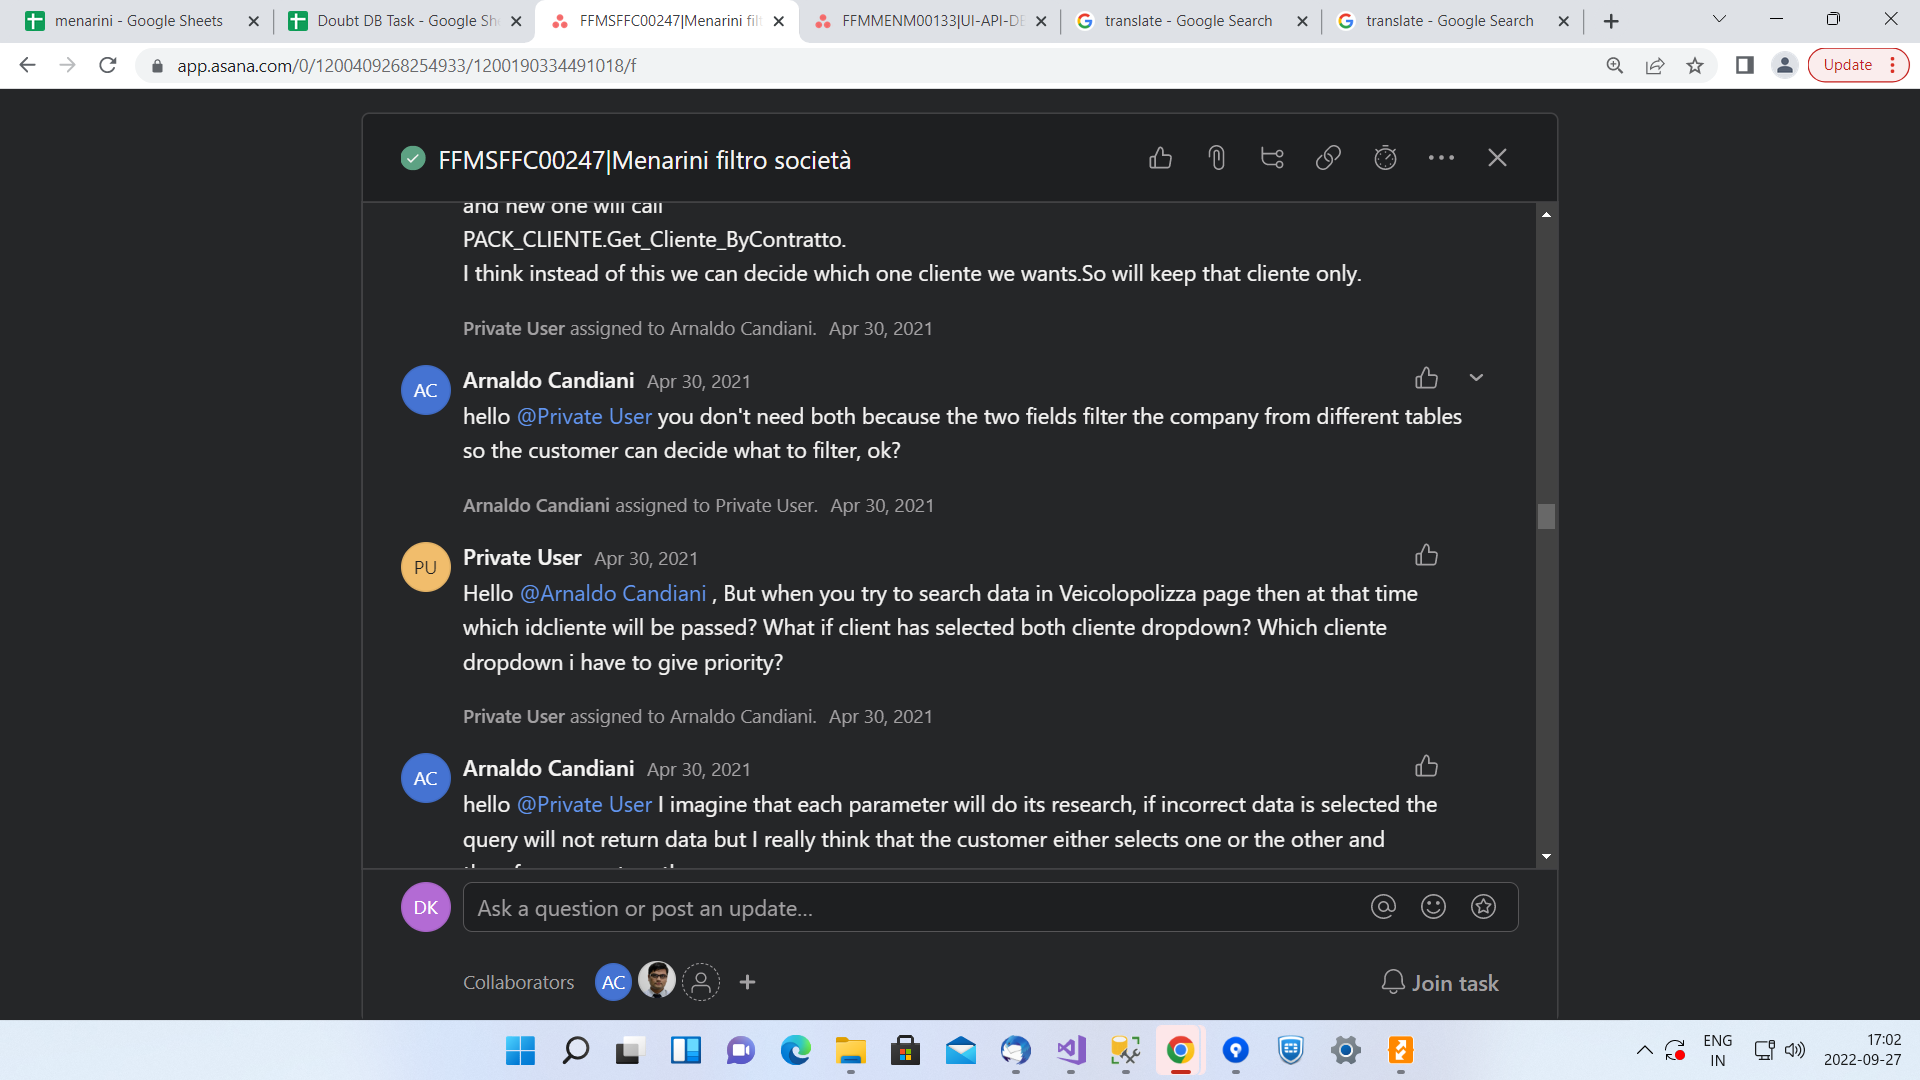 menarini - Google Sheets
Doubt DB Task - Google She
FFMSFFC00247|Menarini filt
FFMMENM00133|UI-API-DB
translate - Google Search
translate - Google Search
app.asana.com/0/1200409268254933/1200190334491018/f
Update
FFMSFFC00247|Menarini filtro società
and new one will call
PACK_CLIENTE.Get_Cliente_ByContratto.
I think instead of this we can decide which one cliente we wants.So will keep that cliente only.
Private User assigned to Arnaldo Candiani. Apr 30, 2021
AC
Arnaldo Candiani Apr 30, 2021
hello @Private User you don't need both because the two fields filter the company from different tables
so the customer can decide what to filter, ok?
Arnaldo Candiani assigned to Private User. Apr 30, 2021
PU
Private User Apr 30, 2021
Hello @Arnaldo Candiani , But when you try to search data in Veicolopolizza page then at that time
which idcliente will be passed? What if client has selected both cliente dropdown? Which cliente
dropdown i have to give priority?
Private User assigned to Arnaldo Candiani. Apr 30, 2021
AC
Arnaldo Candiani Apr 30, 2021
hello @Private User I imagine that each parameter will do its research, if incorrect data is selected the
query will not return data but I really think that the customer either selects one or the other and
DK
Ask a question or post an update...
Collaborators
AC
Join task
ENG
IN
17:02
2022-09-27